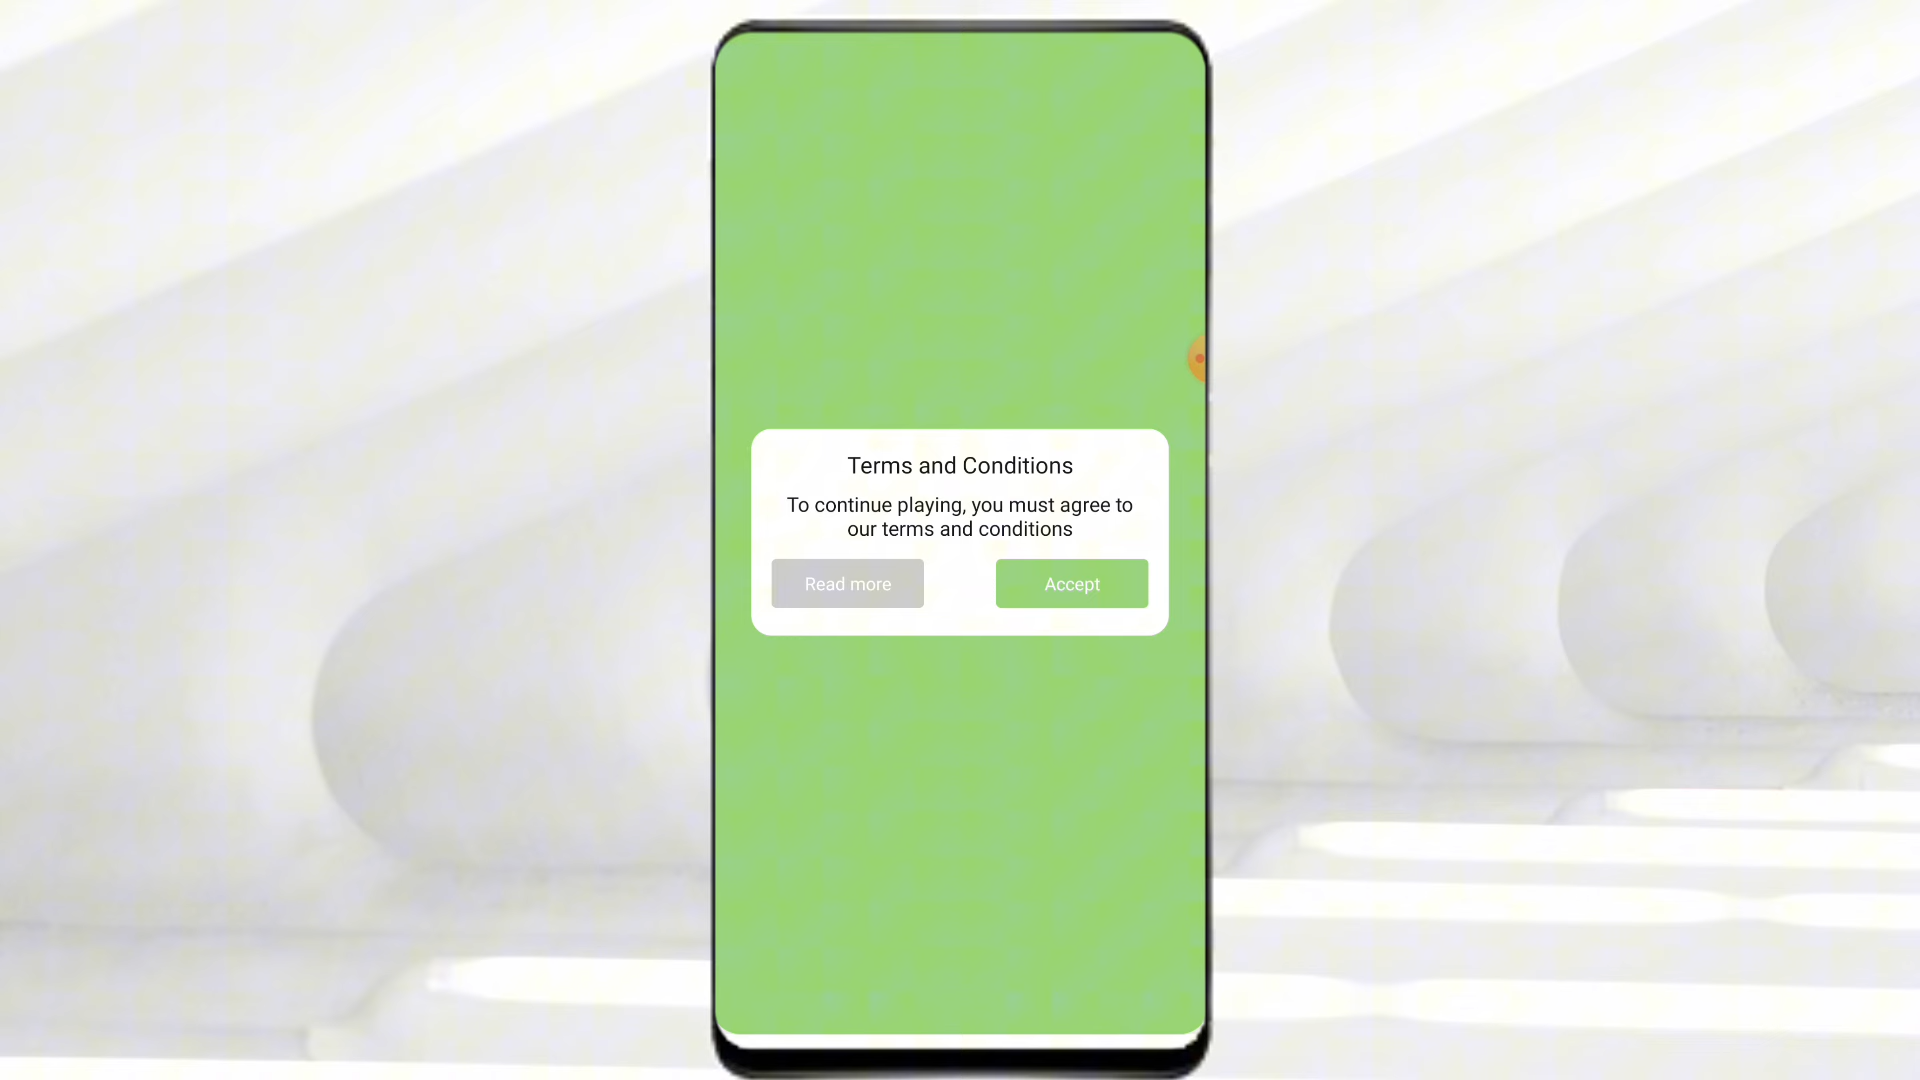 Terms and Conditions
To continue playing, you must agree to
our terms and conditions
Read more
Accept